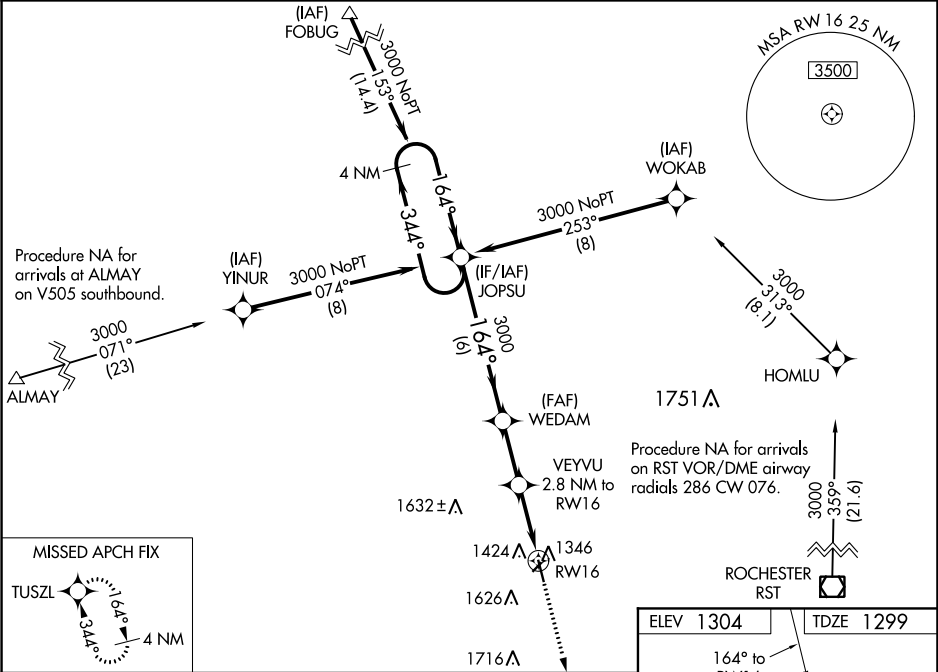 (IAF)
FOBUG
3000 NoPT
153°
(14.4)
MSA RW 16 25 NM
3500
4 NM
164°
344°
(IAF)
WOKAB
3000 NoPT
253°
(8)
Procedure NA for
arrivals at ALMAY
on V505 southbound.
(IAF)
YINUR
3000 NoPT
074°
(8)
(IF/IAF)
JOPSU
3000
071°
(23)
ALMAY
3000
164°
(6)
3000
313°
(8.1)
HOMLU
(FAF)
WEDAM
1751
Procedure NA for arrivals
on RST VOR/DME airway
radials 286 CW 076.
VEYVU
2.8 NM to
RW16
1632±
3000
359°
(21.6)
1424
1346
RW16
MISSED APCH FIX
TUSZL
164°
344°
4 NM
1626
ROCHESTER
RST
1716
ELEV 1304
TDZE 1299
164° to